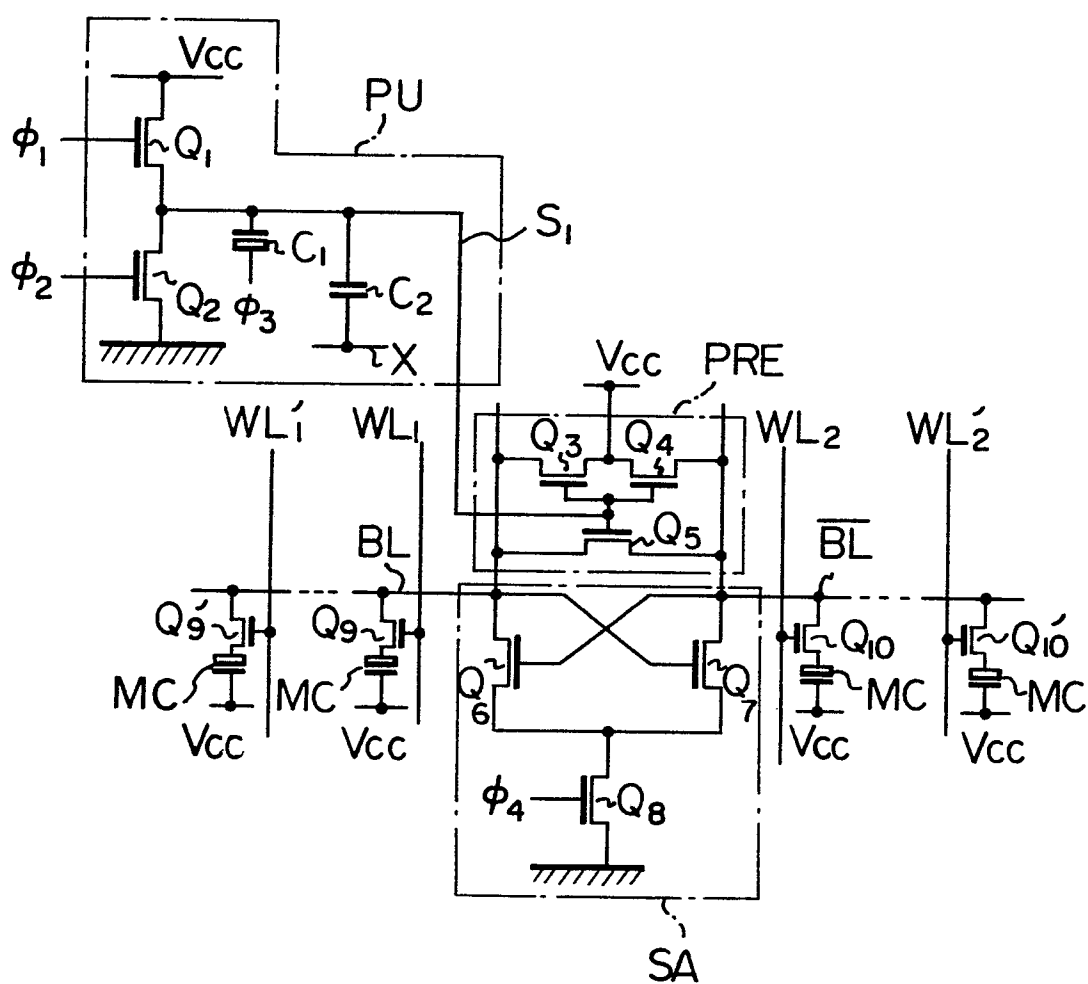 Vcc
PU
φ1
Q1
S1
φ2
Q2
C1
φ3
C2
X
Vcc
PRE
WL1'
WL1
WL2
WL2'
Q3
Q4
Q5
BL
B̅L̅
Q9'
Q9
Q10
Q10'
MC
MC
Q6
Q7
MC
MC
Vcc
Vcc
Vcc
Vcc
φ4
Q8
SA